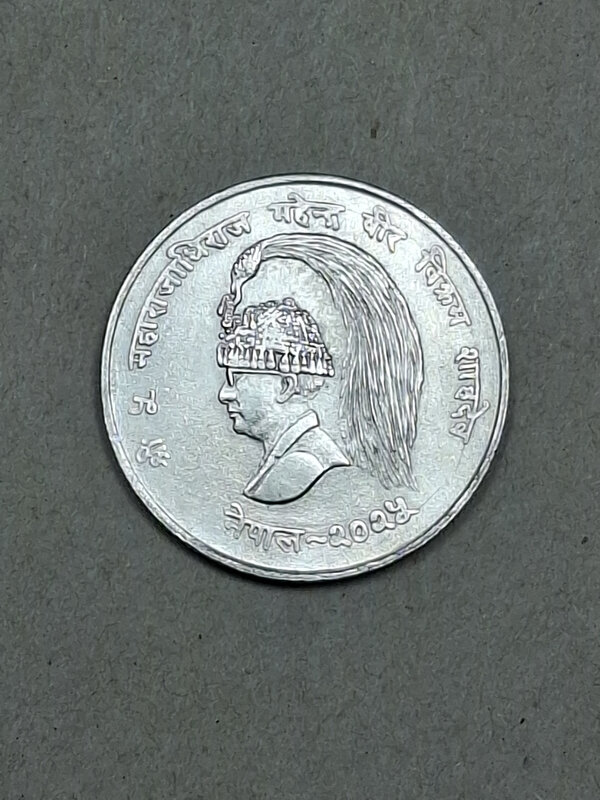 श्री ५ महाराजाधिराज महेन्द्र वीर विक्रम शाहदेव
नेपाल~२०२५